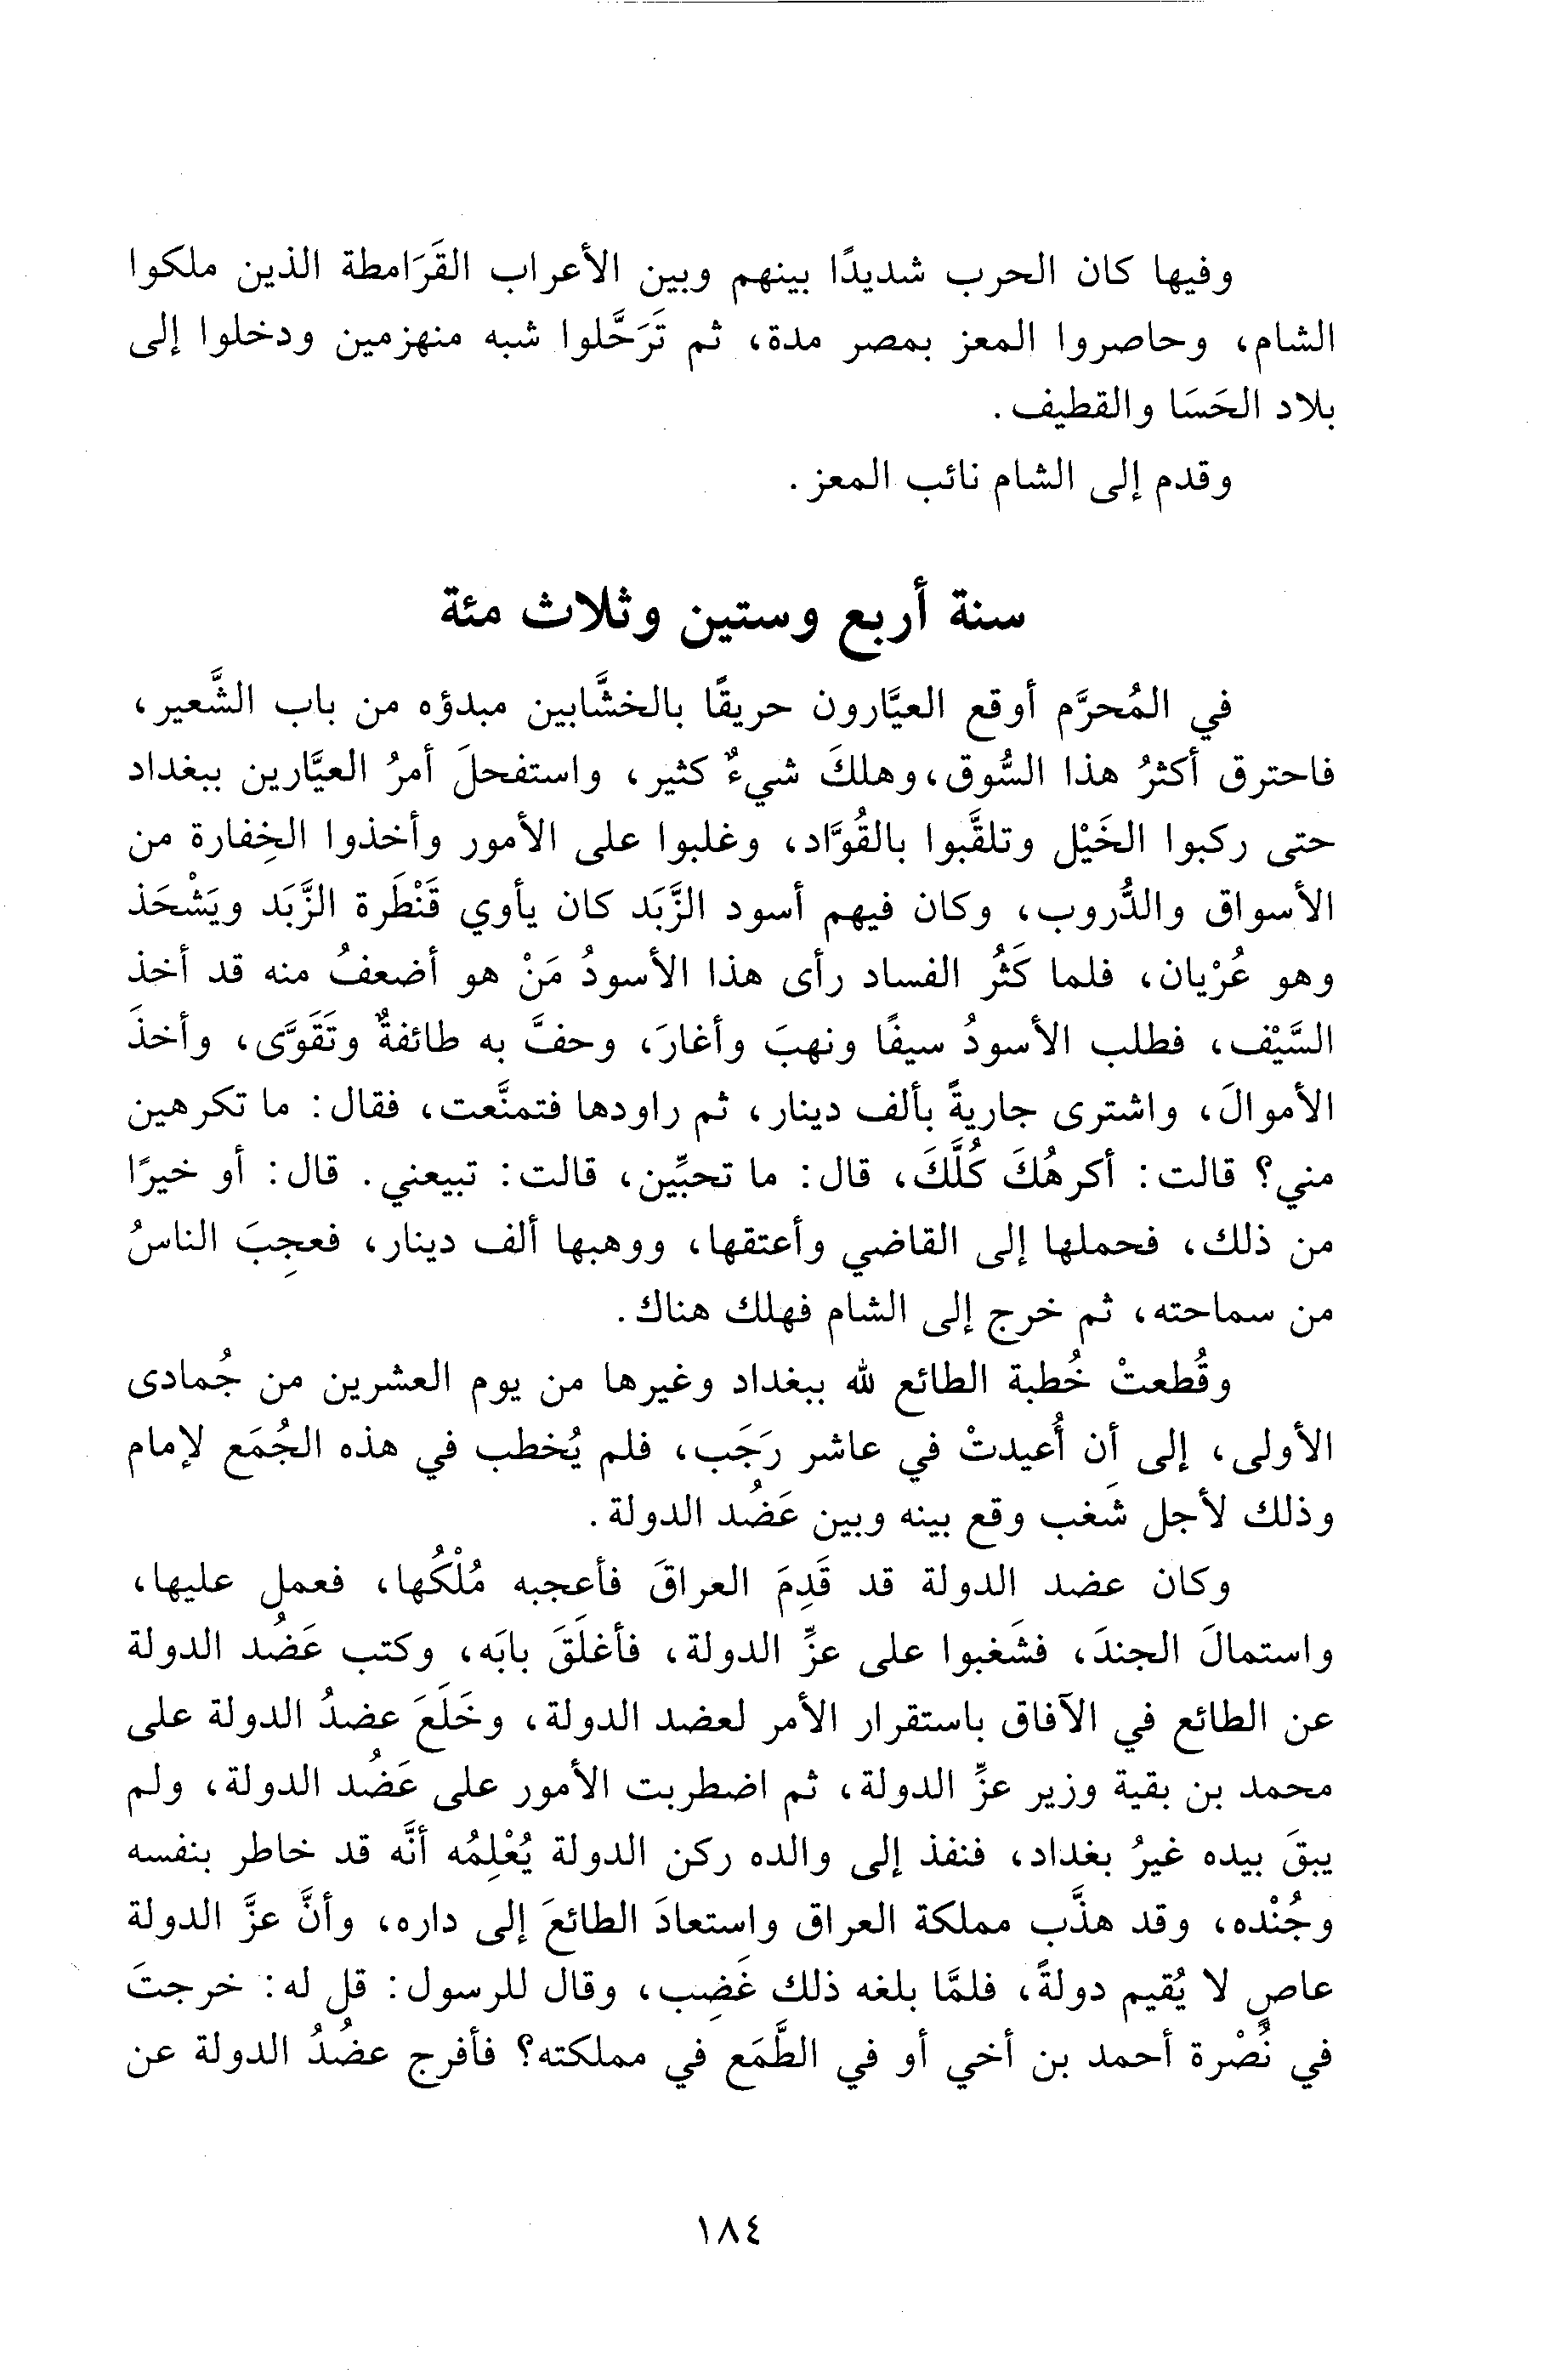 وفيها كان الحرب شديدًا بينهم وبين الأعراب القَرَامطة الذين ملكوا
الشام، وحاصروا المعز بمصر مدة، ثم تَرَحَّلوا شبه منهزمين ودخلوا إلى
بلاد الحَسَا والقطيف.
وقدم إلى الشام نائب المعز.
سنة أربع وستين وثلاث مئة
في المُحرَّم أوقع العيَّارون حريقًا بالخشَّابين مبدؤه من باب الشَّعير،
فاحترق أكثرُ هذا السُّوق، وهلكَ شيءٌ كثير، واستفحلَ أمرُ العيَّارين ببغداد
حتى ركبوا الخَيْل وتلقَّبوا بالقُوَّاد، وغلبوا على الأمور وأخذوا الخِفارة من
الأسواق والدُّروب، وكان فيهم أسود الزَّبَد كان يأوي قَنْطَرة الزَّبَد ويَشْحَذ
وهو عُرْيان، فلما كَثُر الفساد رأى هذا الأسودُ مَنْ هو أضعفُ منه قد أخذ
السَّيْف، فطلب الأسودُ سيفًا ونهبَ وأغارَ، وحفَّ به طائفةٌ وتَقَوَّى، وأخذَ
الأموالَ، واشترى جاريةً بألف دينار، ثم راودها فتمنَّعت، فقال: ما تكرهين
مني؟ قالت: أكرهُكَ كُلَّكَ، قال: ما تحبِّين، قالت: تبيعني. قال: أو خيرًا
من ذلك، فحملها إلى القاضي وأعتقها، ووهبها ألف دينار، فعجِبَ الناسُ
من سماحته، ثم خرج إلى الشام فهلك هناك.
وقُطعتْ خُطبة الطائع لله ببغداد وغيرها من يوم العشرين من جُمادى
الأولى، إلى أن أُعيدتْ في عاشر رَجَب، فلم يُخطب في هذه الجُمَع لإمام
وذلك لأجل شَغب وقع بينه وبين عَضُد الدولة.
وكان عضد الدولة قد قَدِمَ العراقَ فأعجبه مُلْكُها، فعمل عليها،
واستمالَ الجندَ، فشَغبوا على عزِّ الدولة، فأغلَقَ بابَه، وكتب عَضُد الدولة
عن الطائع في الآفاق باستقرار الأمر لعضد الدولة، وخَلَعَ عضدُ الدولة على
محمد بن بقية وزير عزِّ الدولة، ثم اضطربت الأمور على عَضُد الدولة، ولم
يبقَ بيده غيرُ بغداد، فنفذ إلى والده ركن الدولة يُعْلِمُه أنَّه قد خاطر بنفسه
وجُنْده، وقد هذَّب مملكة العراق واستعادَ الطائعَ إلى داره، وأنَّ عزَّ الدولة
عاصٍ لا يُقيم دولةً، فلمَّا بلغه ذلك غَضِب، وقال للرسول: قل له: خرجتَ
في نُصْرة أحمد بن أخي أو في الطَّمَع في مملكته؟ فأفرج عضُدُ الدولة عن
١٨٤